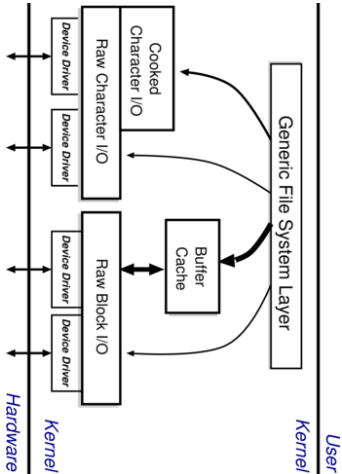 User
Kernel
Generic File System Layer
Cooked
Character I/O
Buffer
Cache
Raw Character I/O
Raw Block I/O
Device Driver
Device Driver
Device Driver
Device Driver
Kernel
Hardware